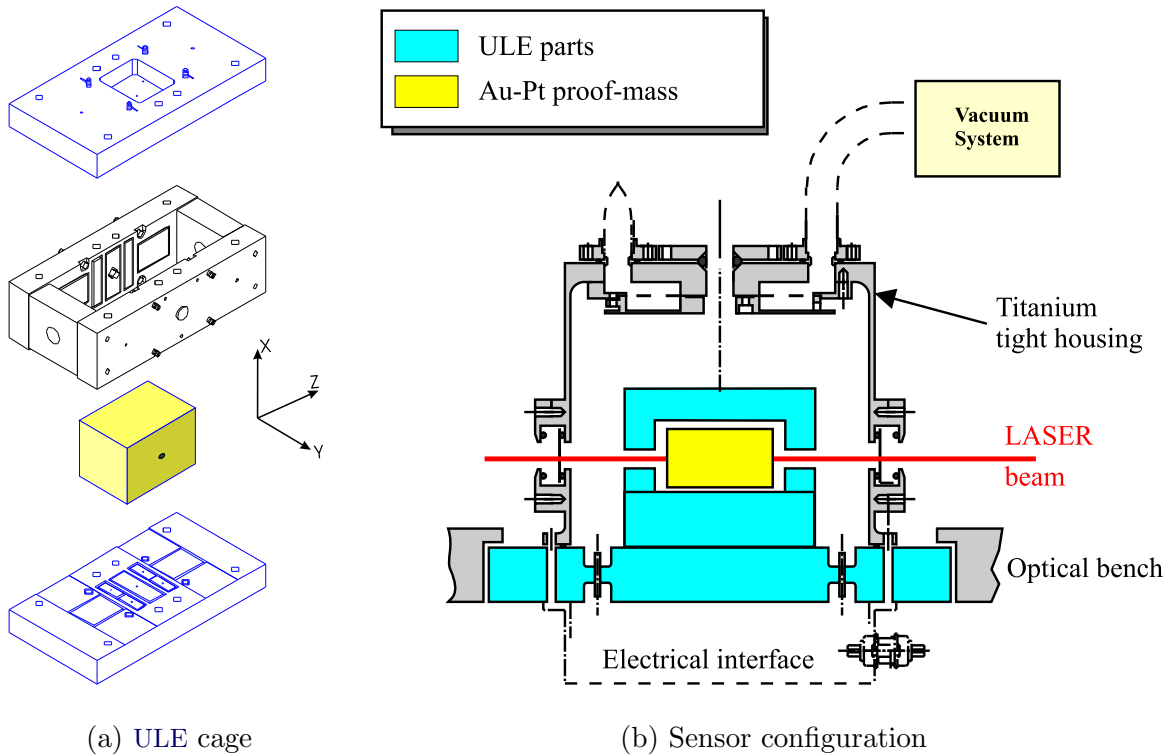 ULE parts
Au-Pt proof-mass
Vacuum
System
Titanium
tight housing
X
Z
Y
LASER
beam
Optical bench
Electrical interface
(a) ULE cage
(b) Sensor configuration